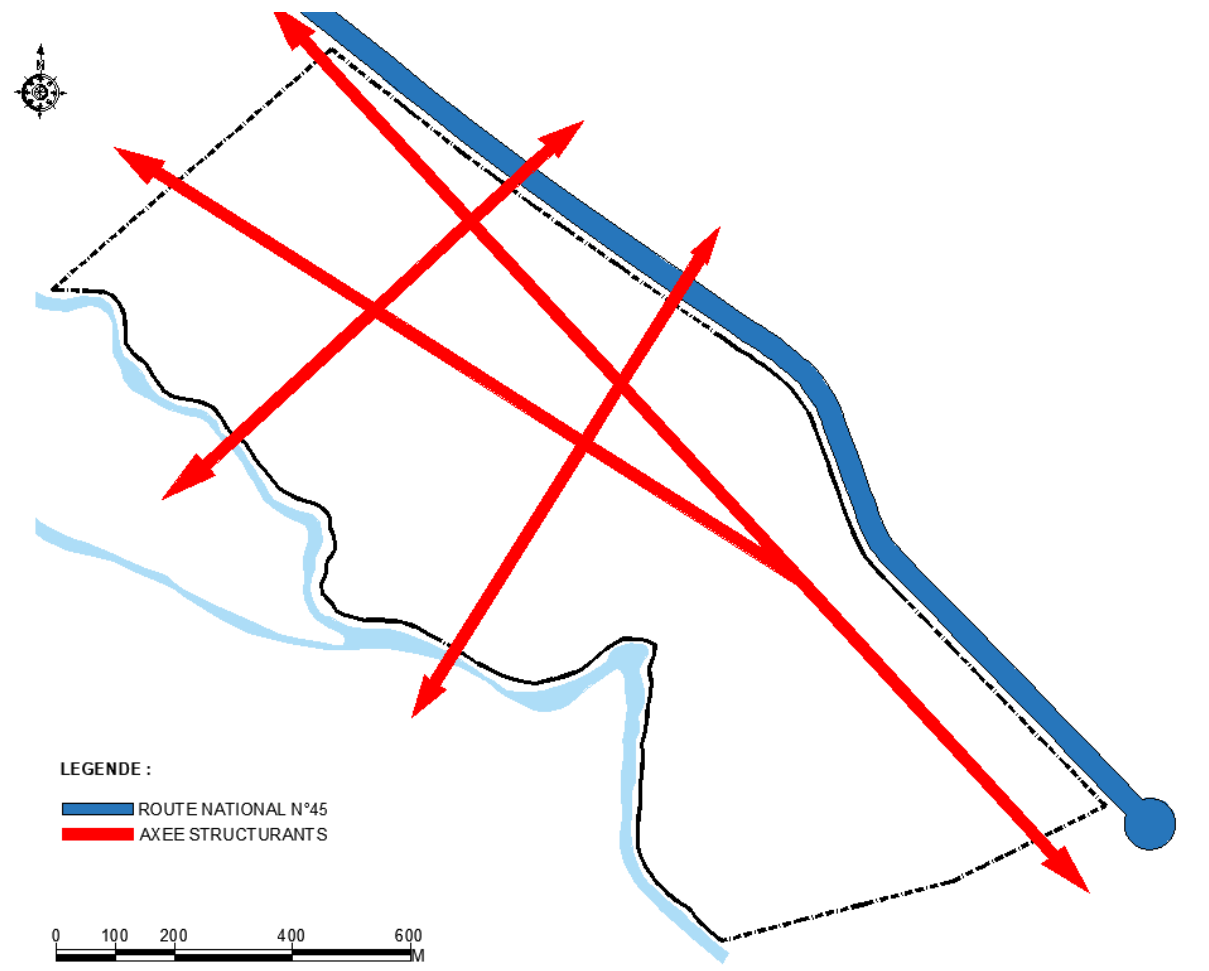 N
LEGENDE :
ROUTE NATIONAL N°45
AXEE STRUCTURANTS
0 100 200 400 600
M